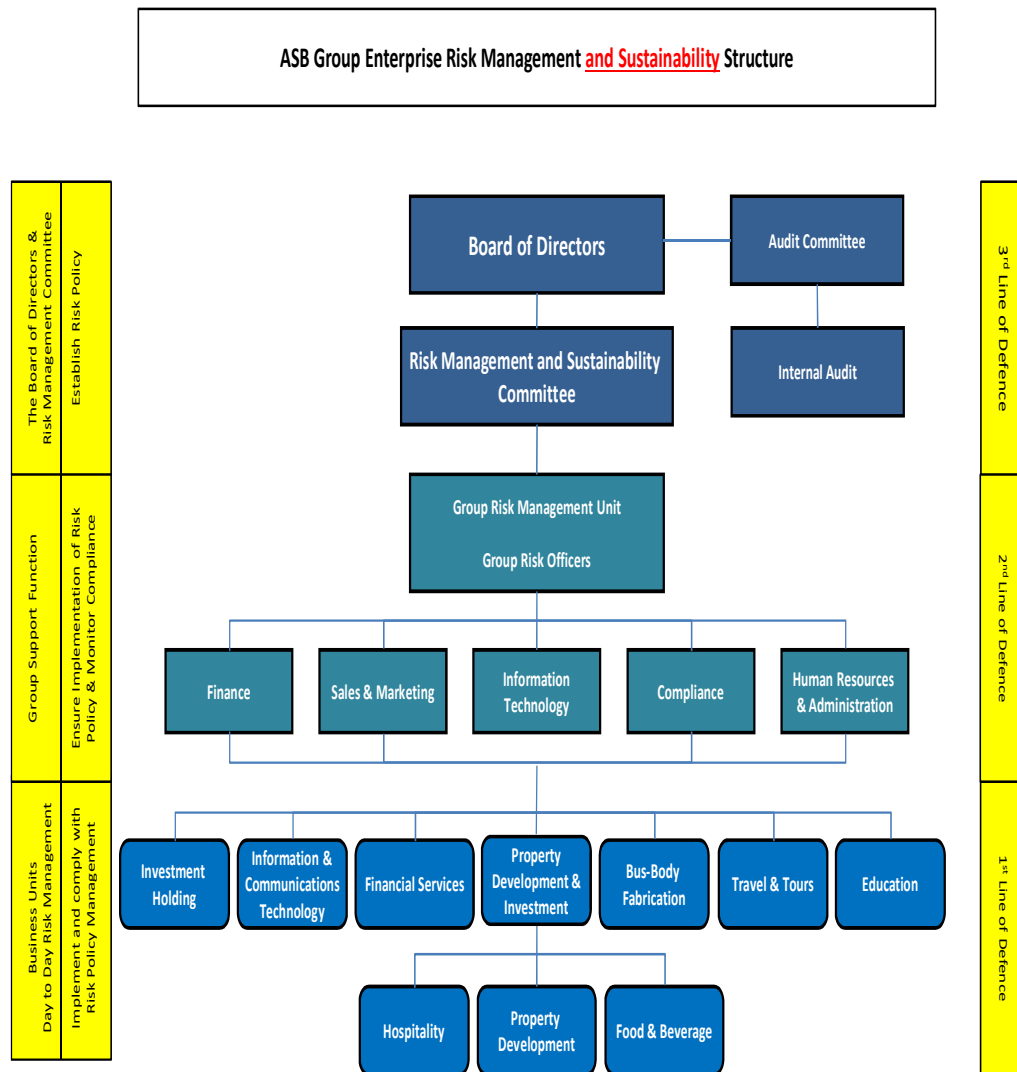 ASB Group Enterprise Risk Management and Sustainability Structure
The Board of Directors &
Risk Management Committee
Establish Risk Policy
Board of Directors
Audit Committee
Risk Management and Sustainability
Committee
Internal Audit
3rd Line of Defence
Group Support Function
Ensure Implementation of Risk
Policy & Monitor Compliance
Group Risk Management Unit
Group Risk Officers
Finance
Sales & Marketing
Information
Technology
Compliance
Human Resources
& Administration
2nd Line of Defence
Business Units
Day to Day Risk Management
Implement and comply with
Risk Policy Management
Investment
Holding
Information &
Communications
Technology
Financial Services
Property
Development &
Investment
Bus-Body
Fabrication
Travel & Tours
Education
Hospitality
Property
Development
Food & Beverage
1st Line of Defence